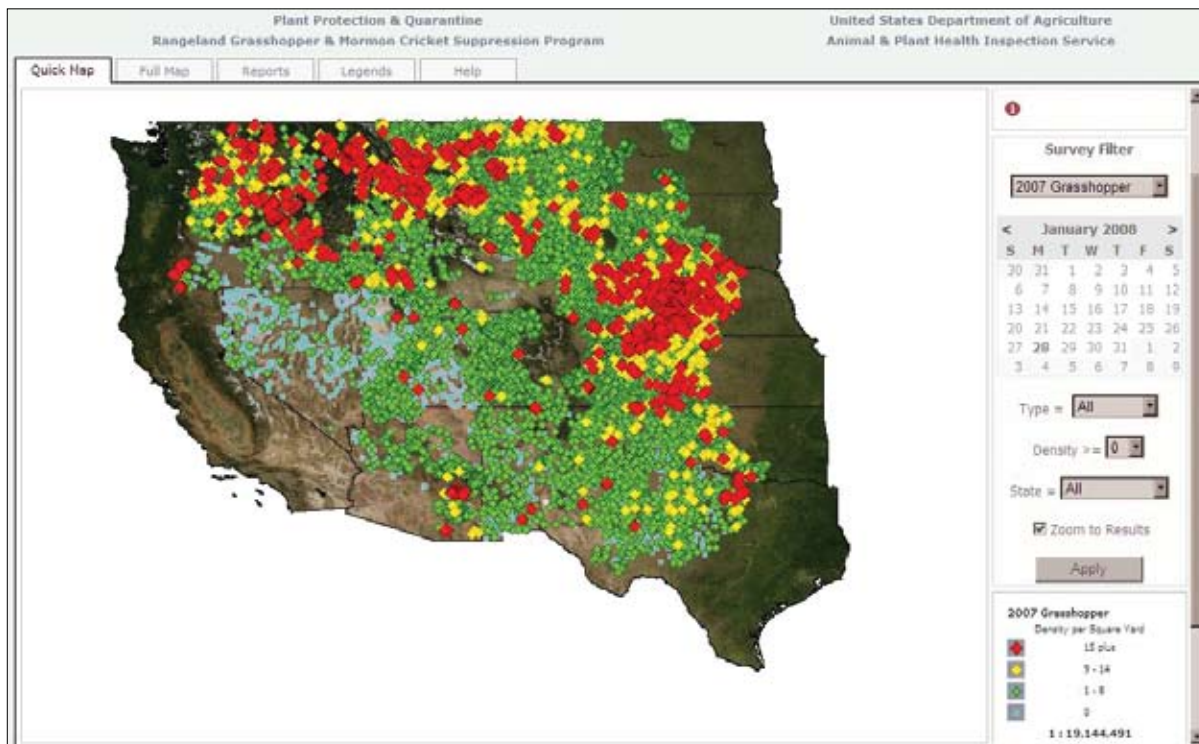 Plant Protection & Quarantine
Rangeland Grasshopper & Mormon Cricket Suppression Program
United States Department of Agriculture
Animal & Plant Health Inspection Service
Quick Map Full Map Reports Legends Help
Survey Filter
2007 Grasshopper
< January 2008 >
S M T W T F S
30 31 1 2 3 4 5
6 7 8 9 10 11 12
13 14 15 16 17 18 19
20 21 22 23 24 25 26
27 28 29 30 31 1 2
3 4 5 6 7 8 9
Type = All
Density >= 0
State = All
Zoom to Results
Apply
2007 Grasshopper
Density per Square Yard
15 plus
9 - 14
1 - 8
0
1 : 19,144,491